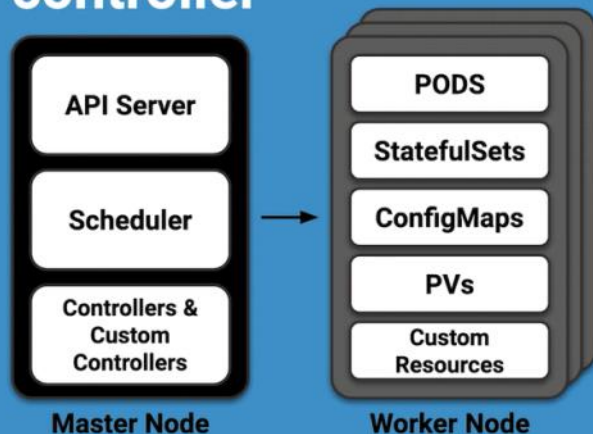 controller
API Server
Scheduler
Controllers &
Custom
Controllers
Master Node
PODS
StatefulSets
ConfigMaps
PVs
Custom
Resources
Worker Node